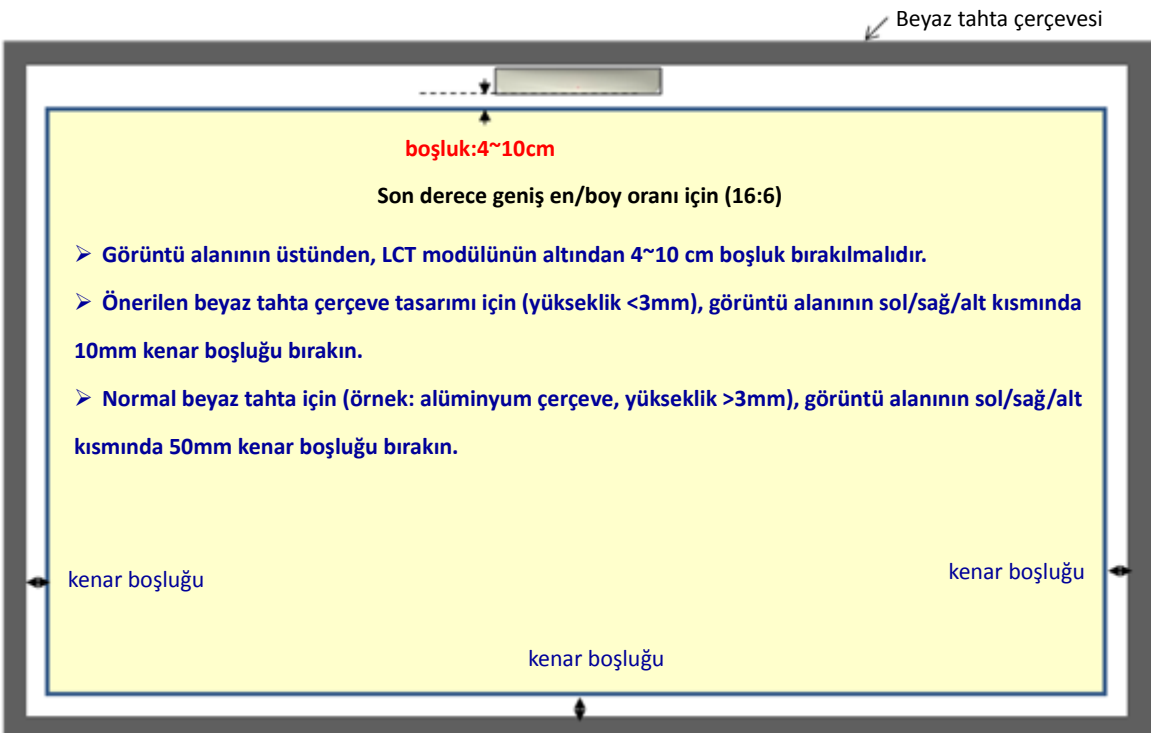 Beyaz tahta çerçevesi
boşluk:4~10cm
Son derece geniş en/boy oranı için (16:6)
➢ Görüntü alanının üstünden, LCT modülünün altından 4~10 cm boşluk bırakılmalıdır.
➢ Önerilen beyaz tahta çerçeve tasarımı için (yükseklik <3mm), görüntü alanının sol/sağ/alt kısmında
10mm kenar boşluğu bırakın.
➢ Normal beyaz tahta için (örnek: alüminyum çerçeve, yükseklik >3mm), görüntü alanının sol/sağ/alt
kısmında 50mm kenar boşluğu bırakın.
kenar boşluğu
kenar boşluğu
kenar boşluğu